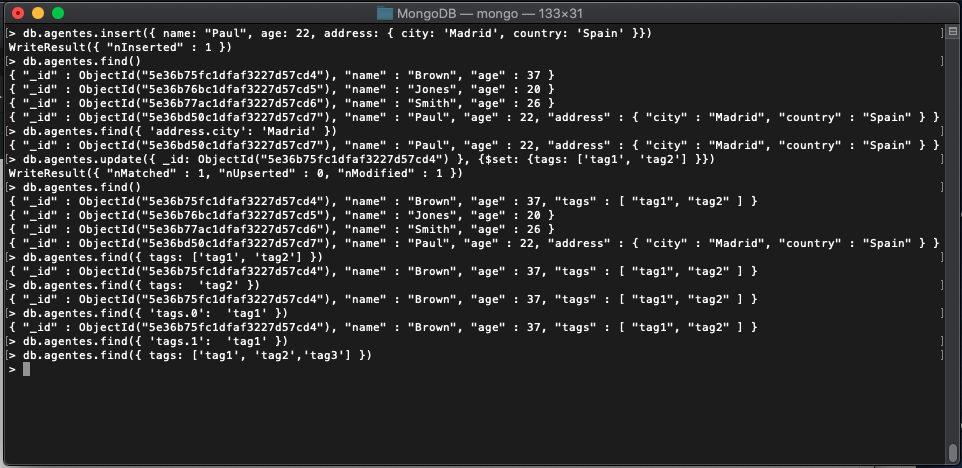 MongoDB — mongo — 133×31
[> db.agentes.insert({ name: "Paul", age: 22, address: { city: 'Madrid', country: 'Spain' }}) ]
WriteResult({ "nInserted" : 1 })
[> db.agentes.find() ]
{ "_id" : ObjectId("5e36b75fc1dfaf3227d57cd4"), "name" : "Brown", "age" : 37 }
{ "_id" : ObjectId("5e36b76bc1dfaf3227d57cd5"), "name" : "Jones", "age" : 20 }
{ "_id" : ObjectId("5e36b77ac1dfaf3227d57cd6"), "name" : "Smith", "age" : 26 }
{ "_id" : ObjectId("5e36bd50c1dfaf3227d57cd7"), "name" : "Paul", "age" : 22, "address" : { "city" : "Madrid", "country" : "Spain" } }
[> db.agentes.find({ 'address.city': 'Madrid' }) ]
{ "_id" : ObjectId("5e36bd50c1dfaf3227d57cd7"), "name" : "Paul", "age" : 22, "address" : { "city" : "Madrid", "country" : "Spain" } }
[> db.agentes.update({ _id: ObjectId("5e36b75fc1dfaf3227d57cd4") }, {$set: {tags: ['tag1', 'tag2'] }}) ]
WriteResult({ "nMatched" : 1, "nUpserted" : 0, "nModified" : 1 })
[> db.agentes.find() ]
{ "_id" : ObjectId("5e36b75fc1dfaf3227d57cd4"), "name" : "Brown", "age" : 37, "tags" : [ "tag1", "tag2" ] }
{ "_id" : ObjectId("5e36b76bc1dfaf3227d57cd5"), "name" : "Jones", "age" : 20 }
{ "_id" : ObjectId("5e36b77ac1dfaf3227d57cd6"), "name" : "Smith", "age" : 26 }
{ "_id" : ObjectId("5e36bd50c1dfaf3227d57cd7"), "name" : "Paul", "age" : 22, "address" : { "city" : "Madrid", "country" : "Spain" } }
[> db.agentes.find({ tags: ['tag1', 'tag2'] }) ]
{ "_id" : ObjectId("5e36b75fc1dfaf3227d57cd4"), "name" : "Brown", "age" : 37, "tags" : [ "tag1", "tag2" ] }
[> db.agentes.find({ tags:  'tag2' }) ]
{ "_id" : ObjectId("5e36b75fc1dfaf3227d57cd4"), "name" : "Brown", "age" : 37, "tags" : [ "tag1", "tag2" ] }
[> db.agentes.find({ 'tags.0':  'tag1' }) ]
{ "_id" : ObjectId("5e36b75fc1dfaf3227d57cd4"), "name" : "Brown", "age" : 37, "tags" : [ "tag1", "tag2" ] }
[> db.agentes.find({ 'tags.1':  'tag1' }) ]
[> db.agentes.find({ tags: ['tag1', 'tag2','tag3'] }) ]
>